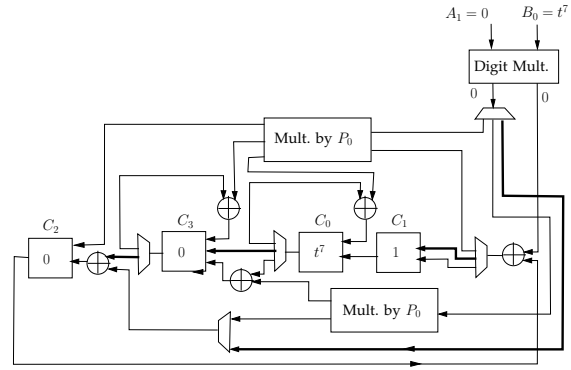 A₁ = 0 B₀ = t⁷
Digit Mult.
0 0
Mult. by P₀
C₂ C₃ C₀ C₁
0 0 t⁷ 1
Mult. by P₀